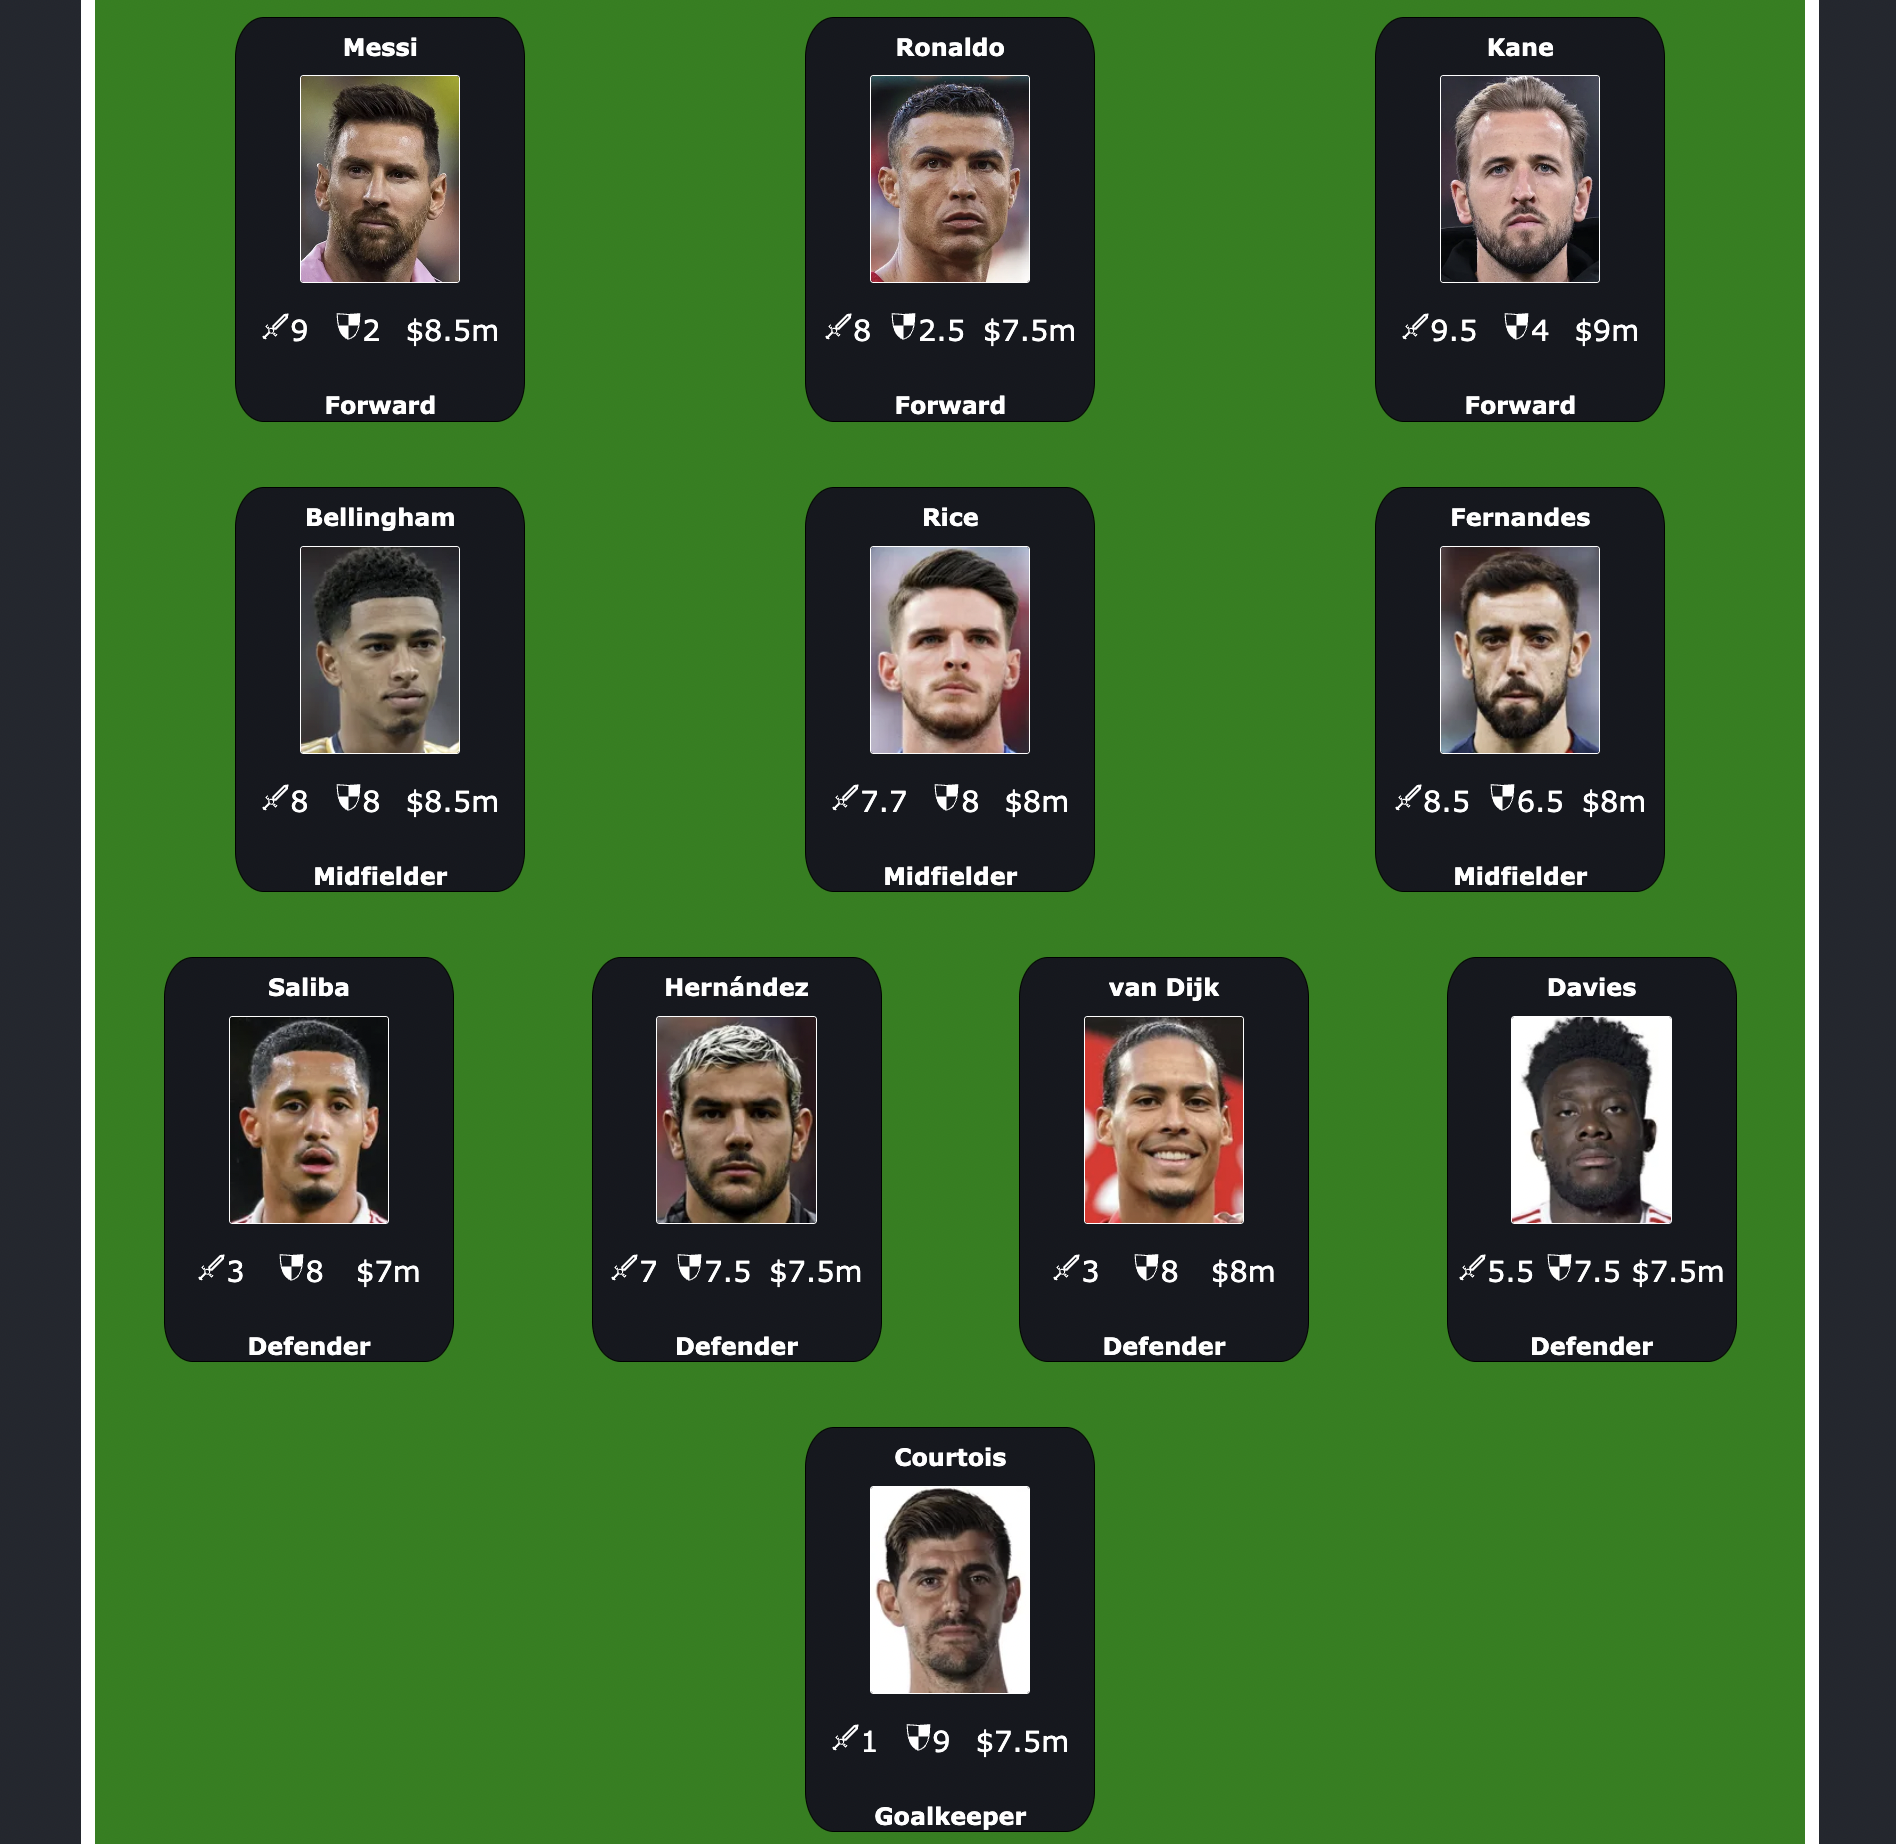 Messi
Ronaldo
Kane
9 2 $8.5m
8 2.5 $7.5m
9.5 4 $9m
Forward
Forward
Forward
Bellingham
Rice
Fernandes
8 8 $8.5m
7.7 8 $8m
8.5 6.5 $8m
Midfielder
Midfielder
Midfielder
Saliba
Hernández
van Dijk
Davies
3 8 $7m
7 7.5 $7.5m
3 8 $8m
5.5 7.5 $7.5m
Defender
Defender
Defender
Defender
Courtois
1 9 $7.5m
Goalkeeper